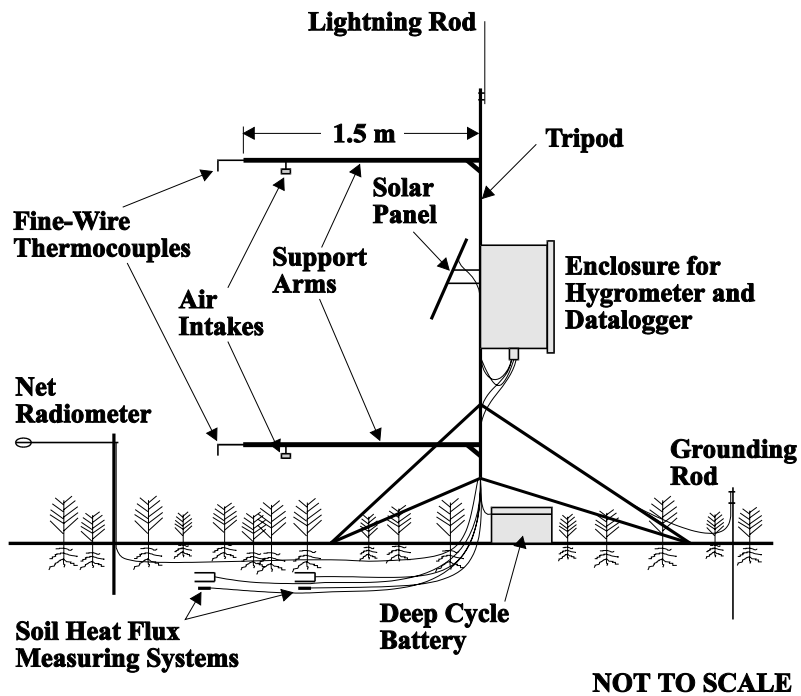 Lightning Rod
1.5 m
Tripod
Solar
Panel
Fine-Wire
Thermocouples
Support
Arms
Air
Intakes
Enclosure for
Hygrometer and
Datalogger
Net
Radiometer
Grounding
Rod
Deep Cycle
Battery
Soil Heat Flux
Measuring Systems
NOT TO SCALE